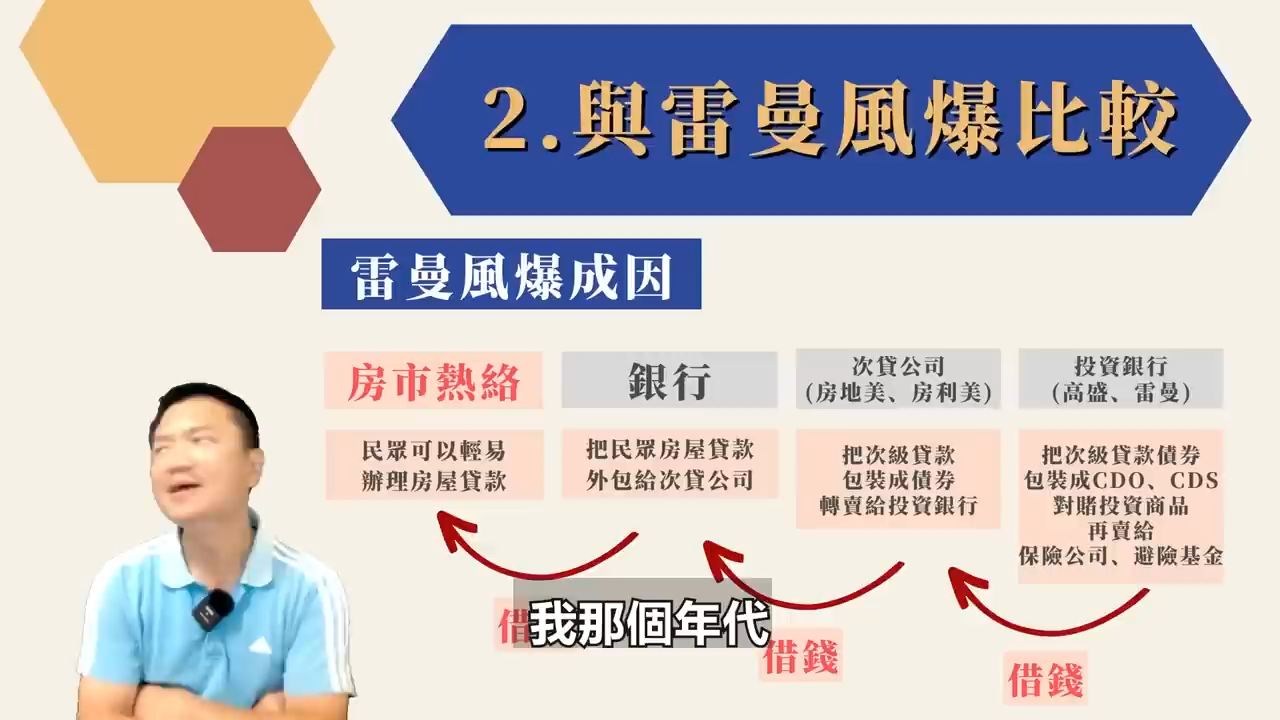 2.與雷曼風爆比較
雷曼風爆成因
房市熱絡
民眾可以輕易
辦理房屋貸款
銀行
把民眾房屋貸款
外包給次貸公司
次貸公司
(房地美、房利美)
把次級貸款
包裝成債券
轉賣給投資銀行
投資銀行
(高盛、雷曼)
把次級貸款債券
包裝成CDO、CDS
對賭投資商品
再賣給
保險公司、避險基金
借
借錢
借錢
我那個年代